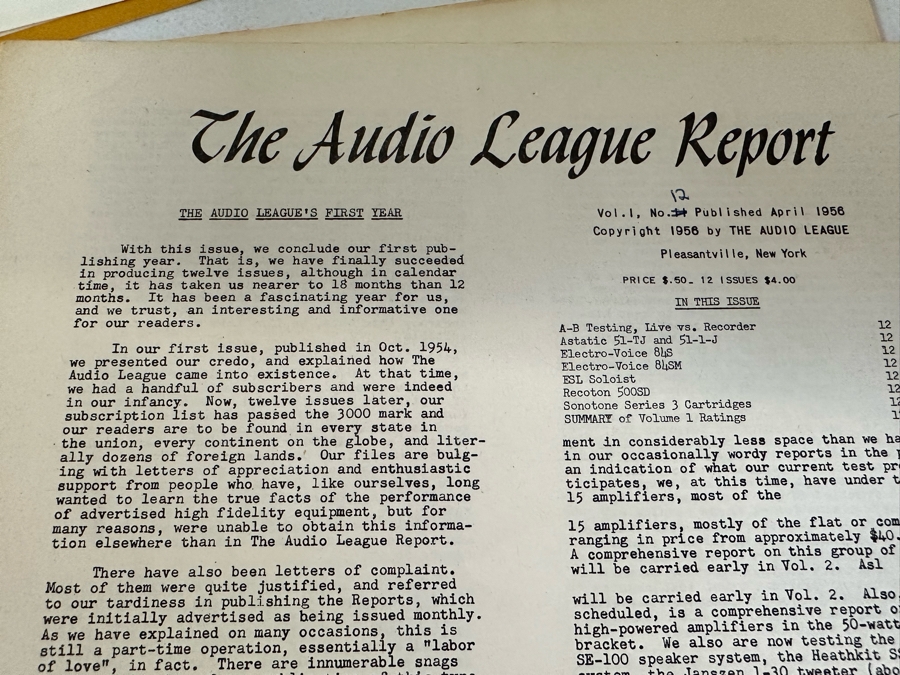 The Audio League Report
THE AUDIO LEAGUE'S FIRST YEAR
With this issue, we conclude our first pub-
lishing year. That is, we have finally succeeded
in producing twelve issues, although in calendar
time, it has taken us nearer to 18 months than 12
months. It has been a fascinating year for us,
and we trust, an interesting and informative one
for our readers.
In our first issue, published in Oct. 1954,
we presented our credo, and explained how The
Audio League came into existence. At that time,
we had a handful of subscribers and were indeed
in our infancy. Now, twelve issues later, our
subscription list has passed the 3000 mark and
our readers are to be found in every state in
the union, every continent on the globe, and liter-
ally dozens of foreign lands. Our files are bulg-
ing with letters of appreciation and enthusiastic
support from people who have, like ourselves, long
wanted to learn the true facts of the performance
of advertised high fidelity equipment, but for
many reasons, were unable to obtain this informa-
tion elsewhere than in The Audio League Report.
There have also been letters of complaint.
Most of them were quite justified, and referred
to our tardiness in publishing the Reports, which
were initially advertised as being issued monthly.
As we have explained on many occasions, this is
still a part-time operation, essentially a "labor
of love", in fact. There are innumerable snags
12
Vol.1, No. Published April 1956
Copyright 1956 by THE AUDIO LEAGUE
Pleasantville, New York
PRICE $.50- 12 ISSUES $4.00
IN THIS ISSUE
A-B Testing, Live vs. Recorder 12
Astatic 51-TJ and 51-1-J 12
Electro-Voice 84S 12
Electro-Voice 84SM 12
ESL Soloist 12
Recoton 500SD 12
Sonotone Series 3 Cartridges 12
SUMMARY of Volume 1 Ratings 1
ment in considerably less space than we ha
in our occasionally wordy reports in the p
an indication of what our current test pr
ticipates, we, at this time, have under t
15 amplifiers, most of the
15 amplifiers, mostly of the flat or com
ranging in price from approximately $40.
A comprehensive report on this group of
will be carried early in Vol. 2. Asl
will be carried early in Vol. 2. Also,
scheduled, is a comprehensive report o
high-powered amplifiers in the 50-watt
bracket. We also are now testing the
SE-100 speaker system, the Heathkit SS
system, the Janszen 1-30 tweeter (abo